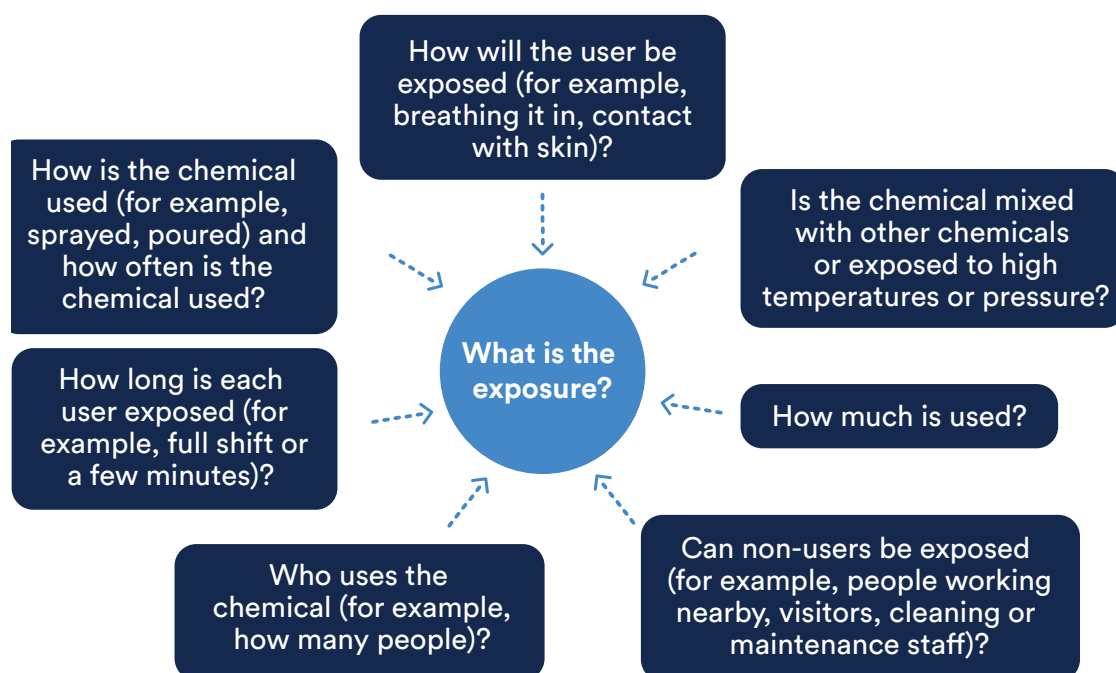 How will the user be
exposed (for example,
breathing it in, contact
with skin)?
How is the chemical
used (for example,
sprayed, poured) and
how often is the
chemical used?
Is the chemical mixed
with other chemicals
or exposed to high
temperatures or pressure?
What is the
exposure?
How long is each
user exposed (for
example, full shift or
a few minutes)?
How much is used?
Who uses the
chemical (for example,
how many people)?
Can non-users be exposed
(for example, people working
nearby, visitors, cleaning or
maintenance staff)?